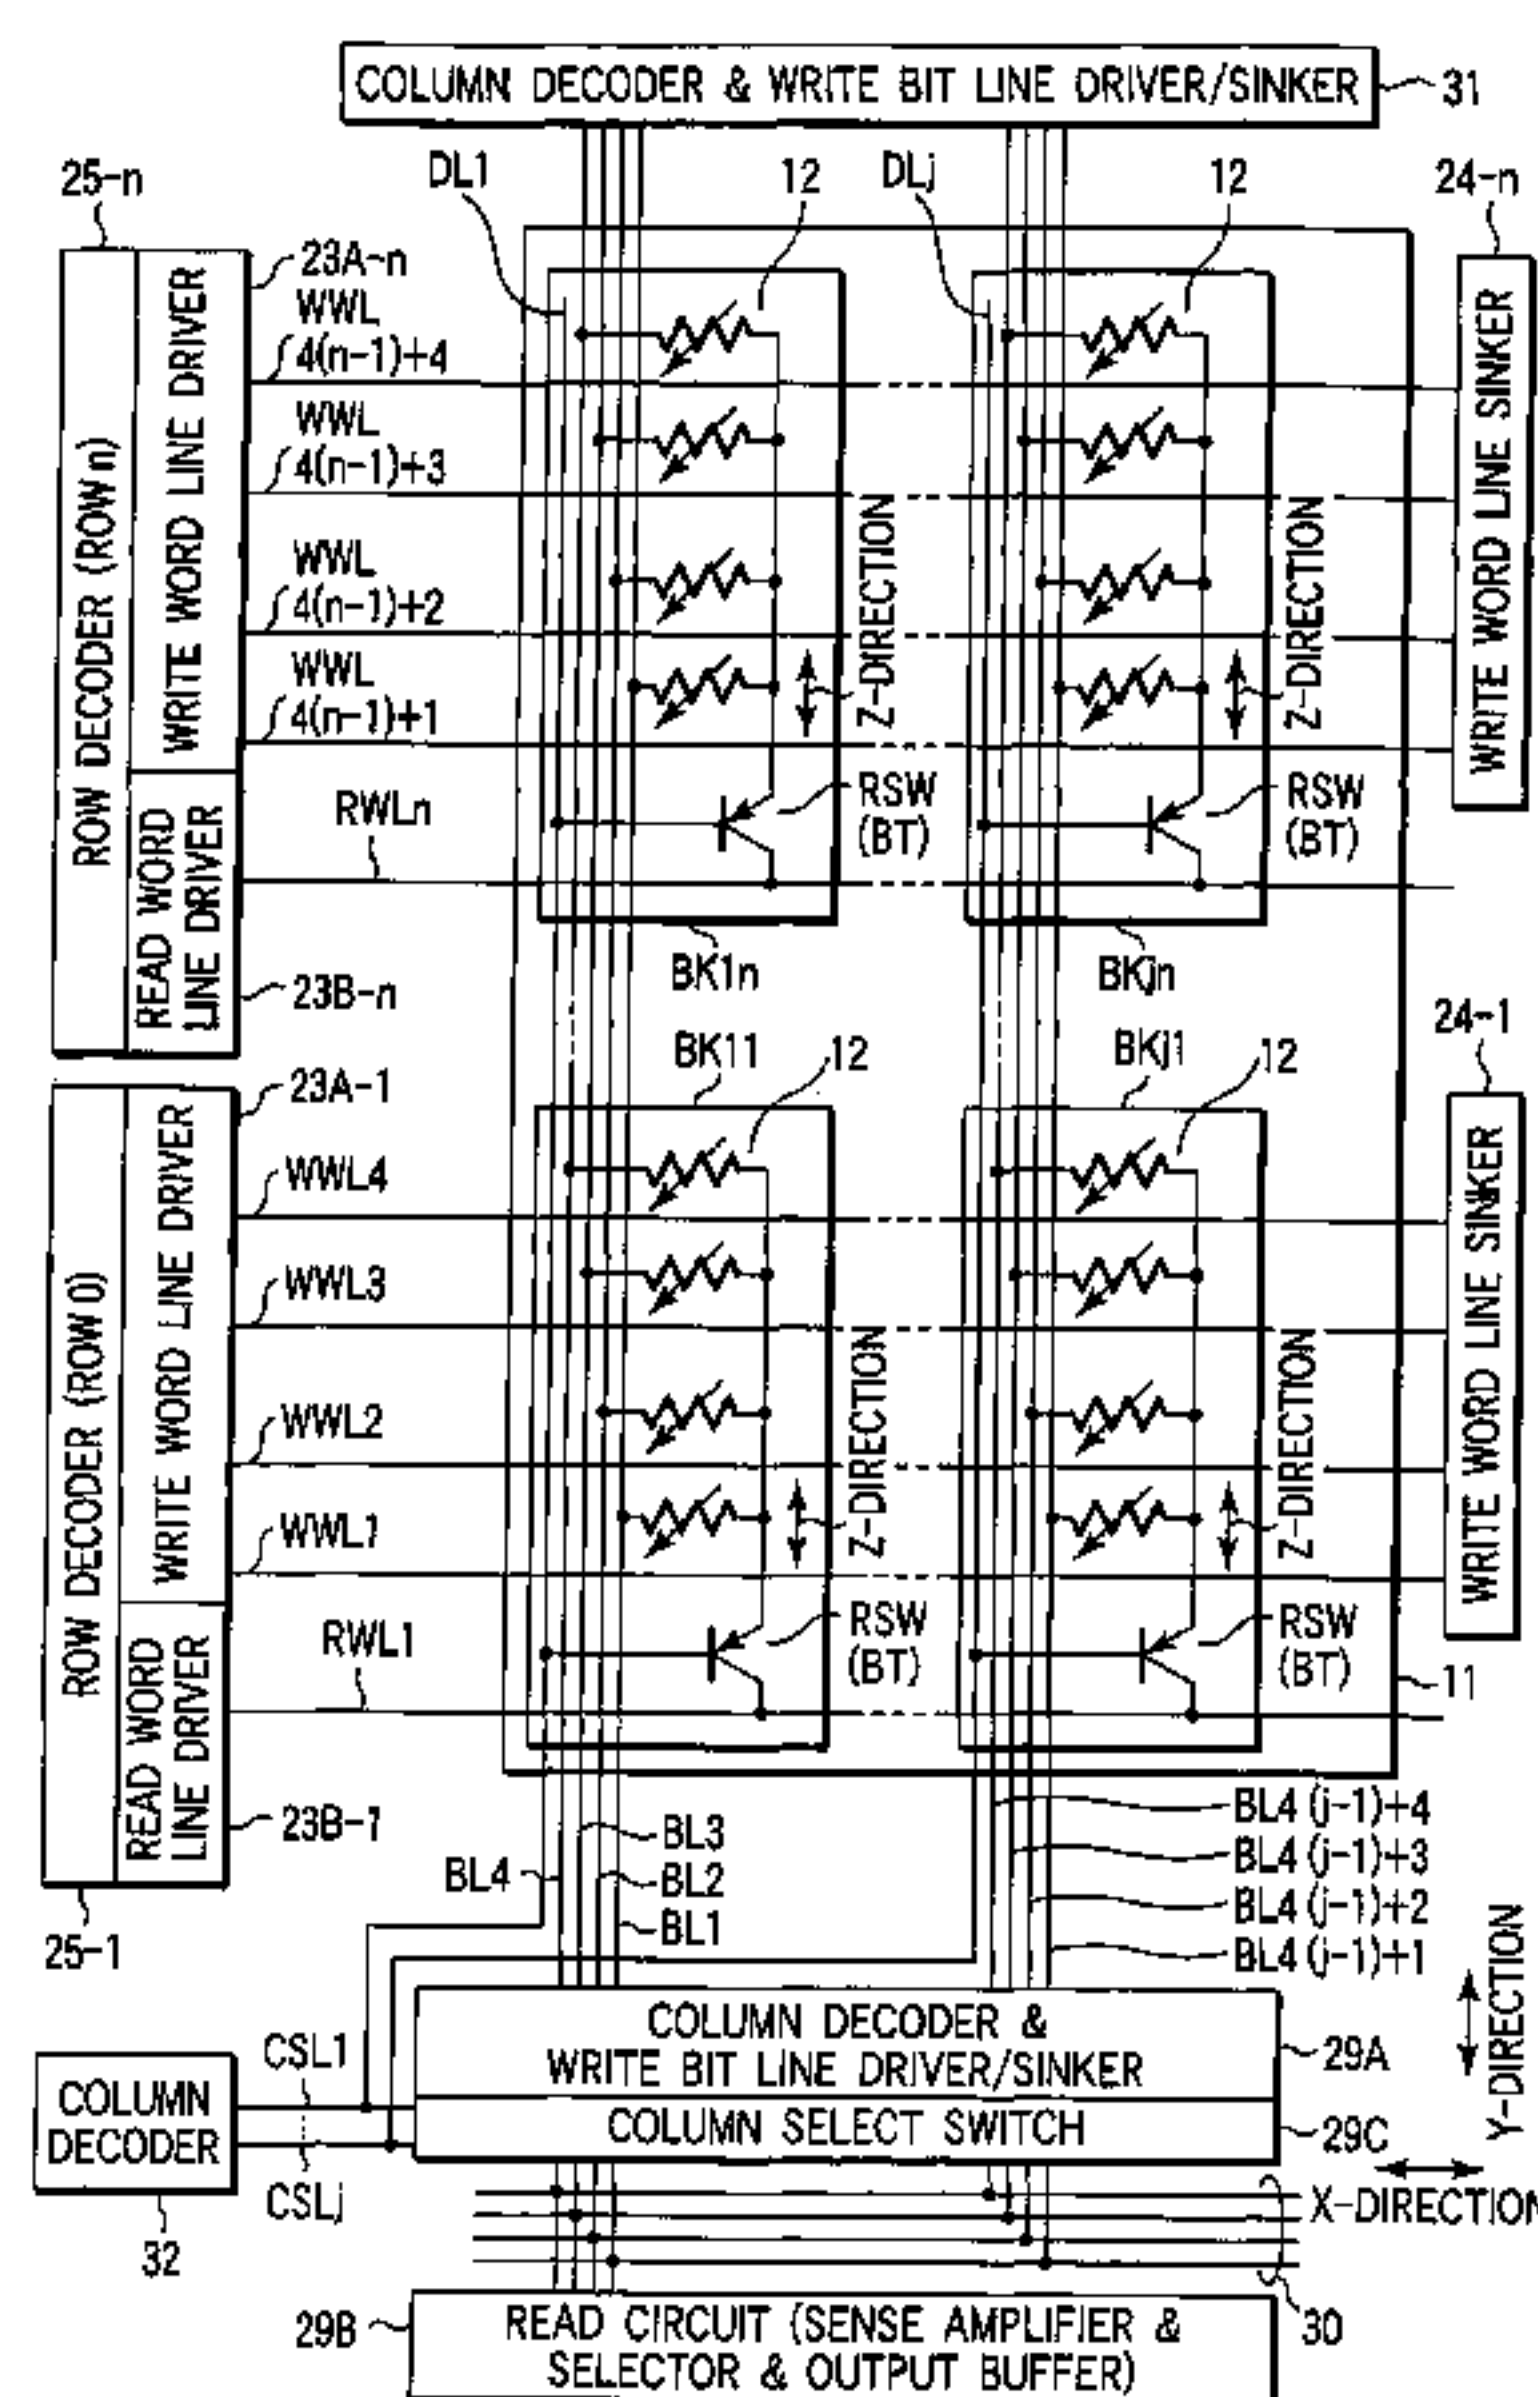 COLUMN DECODER & WRITE BIT LINE DRIVER/SINKER
31
25-n
DL1
12
DLj
12
24-n
23A-n
WWL
4(n-1)+4
WWL
4(n-1)+3
WWL
4(n-1)+2
WWL
4(n-1)+1
ROW DECODER (ROW n)
WRITE WORD LINE DRIVER
READ WORD
LINE DRIVER
RWLn
Z-DIRECTION
Z-DIRECTION
WRITE WORD LINE SINKER
RSW
(BT)
RSW
(BT)
23B-n
BK1n
BKjn
24-1
23A-1
BK11
12
BKj1
12
WWL4
WWL3
WWL2
WWL1
ROW DECODER (ROW 0)
WRITE WORD LINE DRIVER
READ WORD
LINE DRIVER
RWL1
Z-DIRECTION
Z-DIRECTION
WRITE WORD LINE SINKER
RSW
(BT)
RSW
(BT)
11
23B-1
25-1
BL4
BL3
BL2
BL1
BL4(j-1)+4
BL4(j-1)+3
BL4(j-1)+2
BL4(j-1)+1
Y-DIRECTION
COLUMN DECODER &
WRITE BIT LINE DRIVER/SINKER
29A
CSL1
COLUMN
DECODER
COLUMN SELECT SWITCH
29C
CSLj
X-DIRECTION
32
30
29B
READ CIRCUIT (SENSE AMPLIFIER &
SELECTOR & OUTPUT BUFFER)